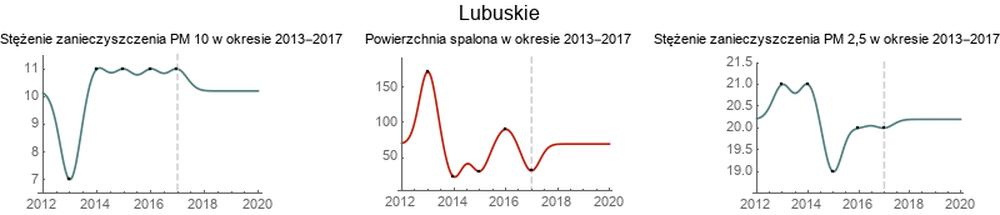 Lubuskie
Stężenie zanieczyszczenia PM 10 w okresie 2013–2017
11
10
9
8
7
2012 2014 2016 2018 2020
Powierzchnia spalona w okresie 2013–2017
150
100
50
2012 2014 2016 2018 2020
Stężenie zanieczyszczenia PM 2,5 w okresie 2013–2017
21.5
21.0
20.5
20.0
19.5
19.0
2012 2014 2016 2018 2020